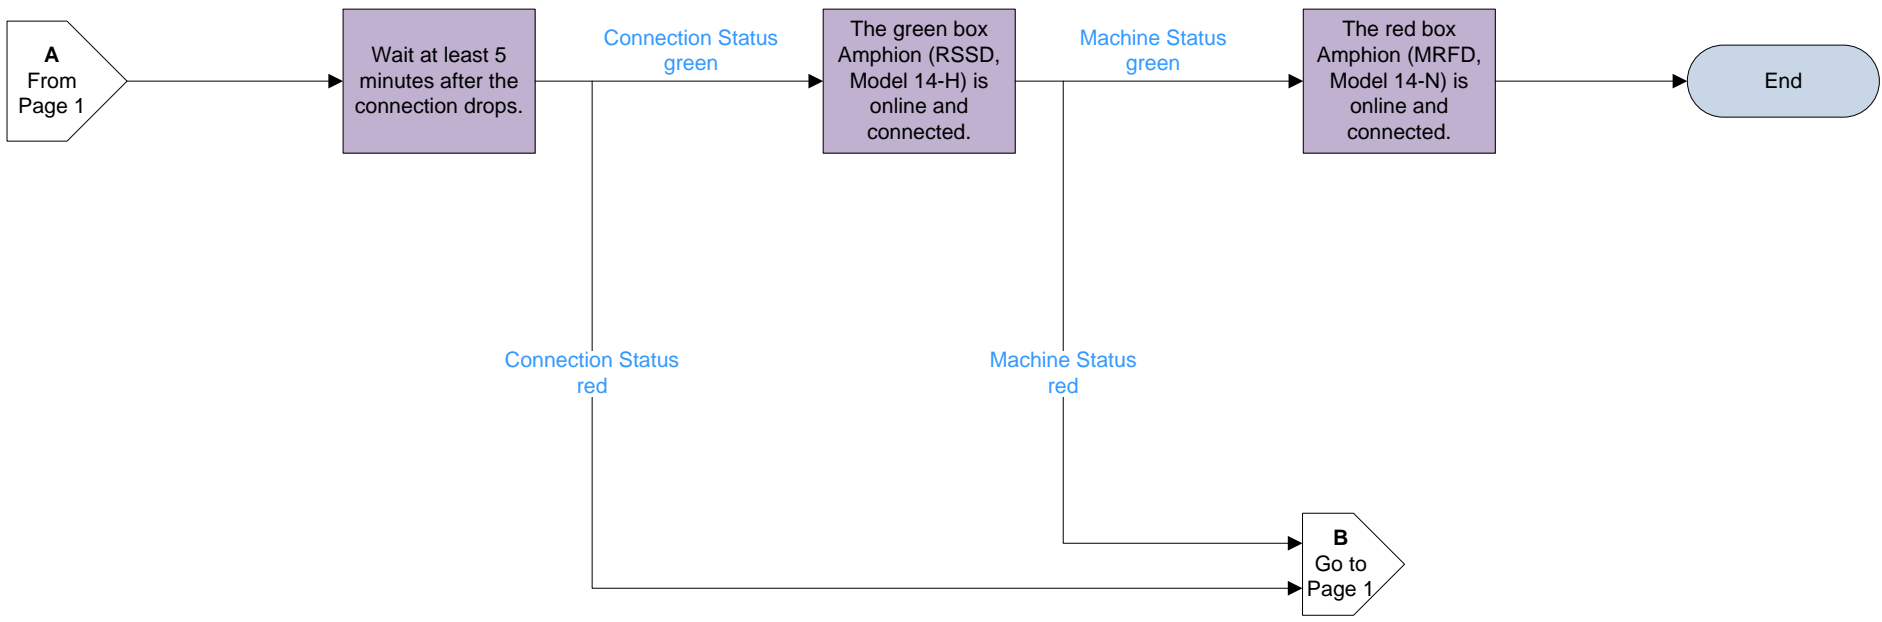 A
From
Page 1
Wait at least 5
minutes after the
connection drops.
Connection Status
green
The green box
Amphion (RSSD,
Model 14-H) is
online and
connected.
Machine Status
green
The red box
Amphion (MRFD,
Model 14-N) is
online and
connected.
End
Connection Status
red
Machine Status
red
B
Go to
Page 1